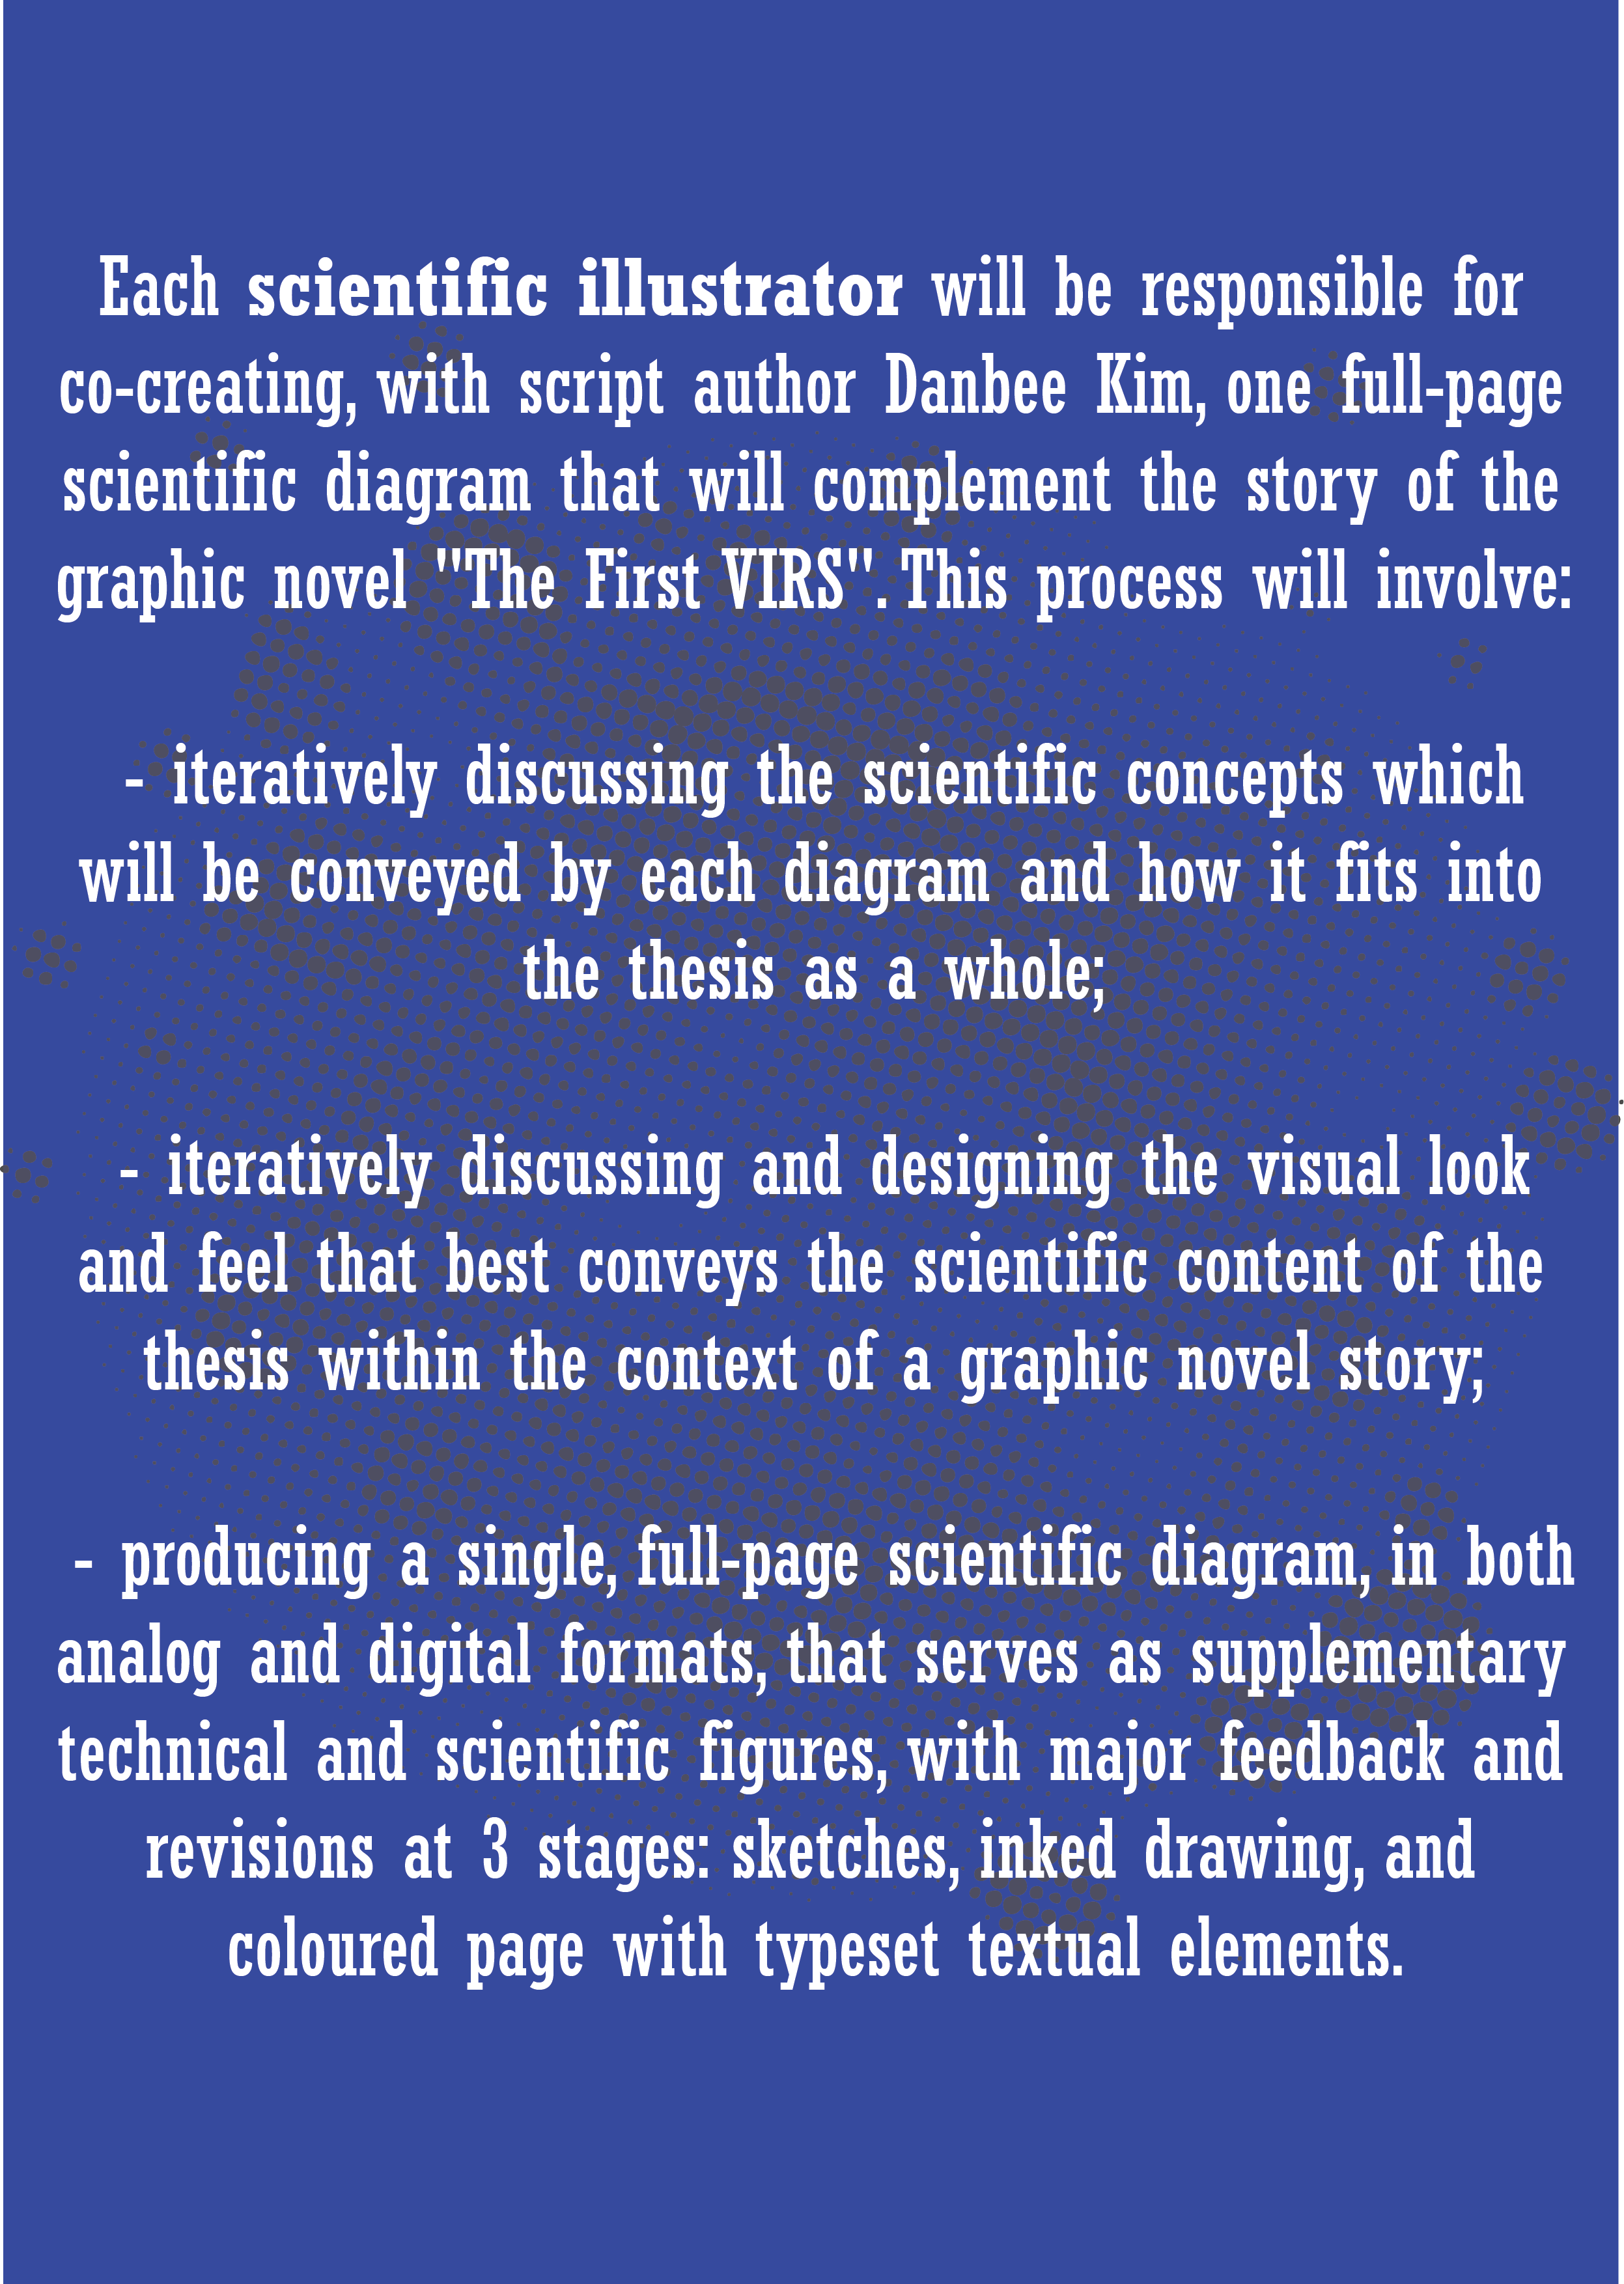 Each scientific illustrator will be responsible for
co-creating, with script author Danbee Kim, one full-page
scientific diagram that will complement the story of the
graphic novel "The First VIRS". This process will involve:
- iteratively discussing the scientific concepts which
will be conveyed by each diagram and how it fits into
the thesis as a whole;
- iteratively discussing and designing the visual look
and feel that best conveys the scientific content of the
thesis within the context of a graphic novel story;
- producing a single, full-page scientific diagram, in both
analog and digital formats, that serves as supplementary
technical and scientific figures, with major feedback and
revisions at 3 stages: sketches, inked drawing, and
coloured page with typeset textual elements.